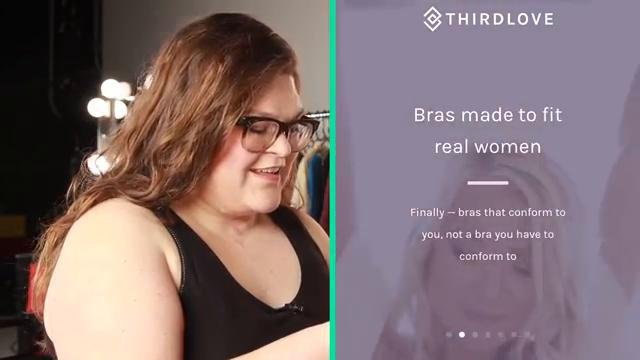 THIRDLOVE
Bras made to fit
real women
Finally — bras that conform to
you, not a bra you have to
conform to